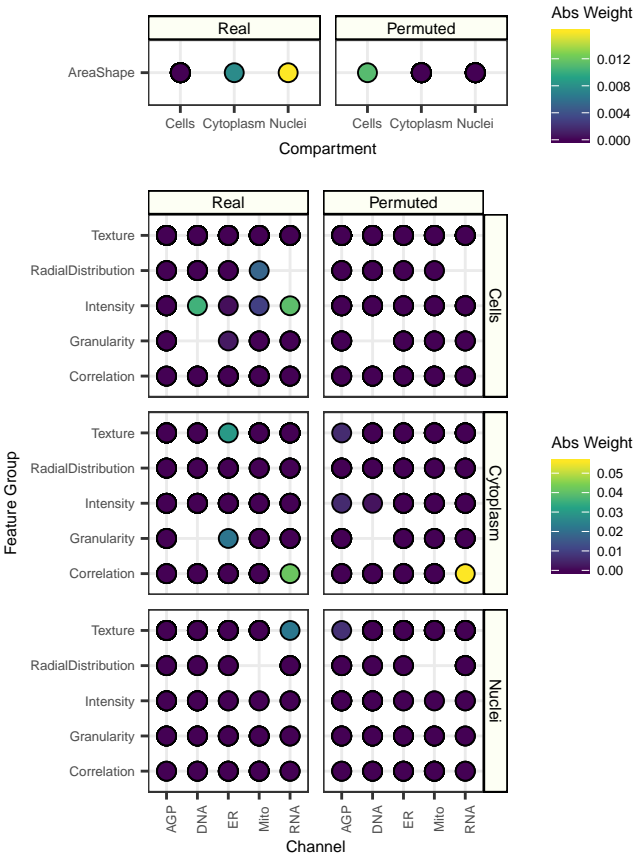 Real Permuted
AreaShape
Cells Cytoplasm Nuclei Cells Cytoplasm Nuclei
Compartment
Abs Weight
0.012
0.008
0.004
0.000
Real Permuted
Feature Group
Texture
RadialDistribution
Intensity
Granularity
Correlation
Cells
Texture
RadialDistribution
Intensity
Granularity
Correlation
Cytoplasm
Texture
RadialDistribution
Intensity
Granularity
Correlation
Nuclei
AGP DNA ER Mito RNA AGP DNA ER Mito RNA
Channel
Abs Weight
0.05
0.04
0.03
0.02
0.01
0.00